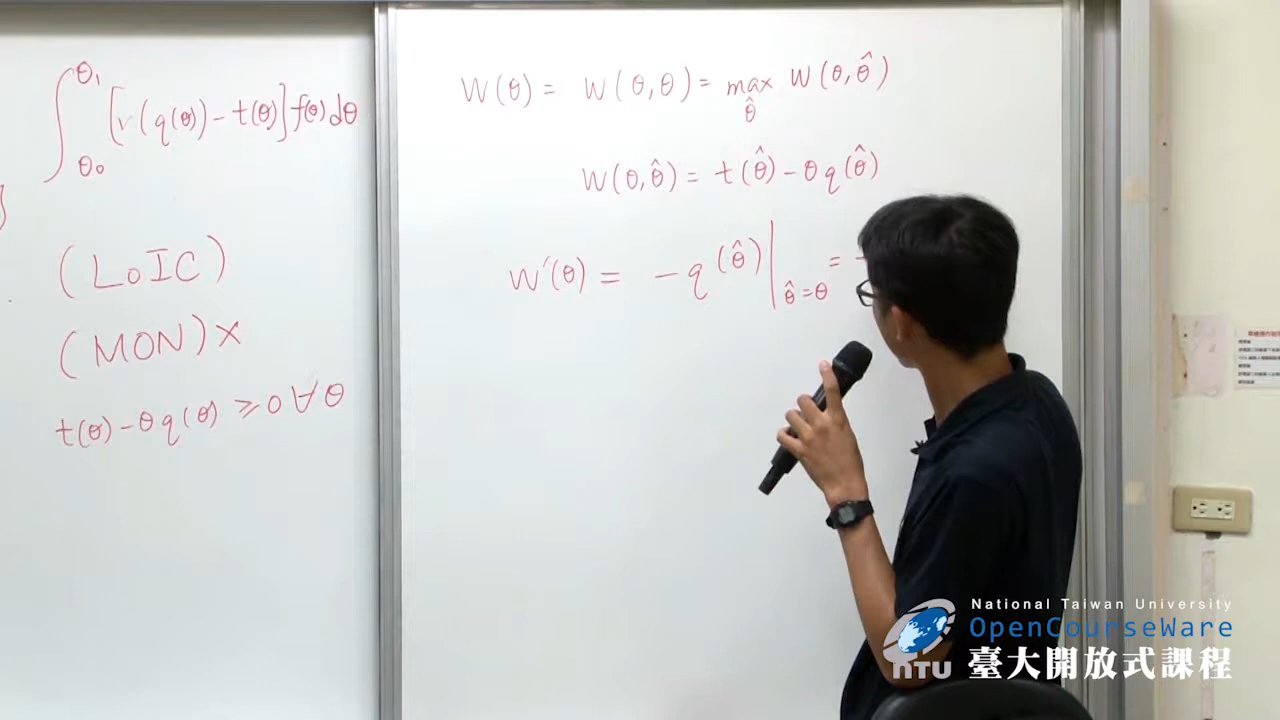 ∫_{θ₀}^{θ₁} [v(q(θ)) - t(θ)] f(θ) dθ
(LoIC)
(MON) ×
t(θ) - θq(θ) ≥ 0 ∀ θ
W(θ) = W(θ,θ) = max_{θ̂} W(θ,θ̂)
W(θ,θ̂) = t(θ̂) - θq(θ̂)
W'(θ) = -q(θ̂)|_{θ̂=θ} = -
National Taiwan University
OpenCourseWare
NTU 臺大開放式課程